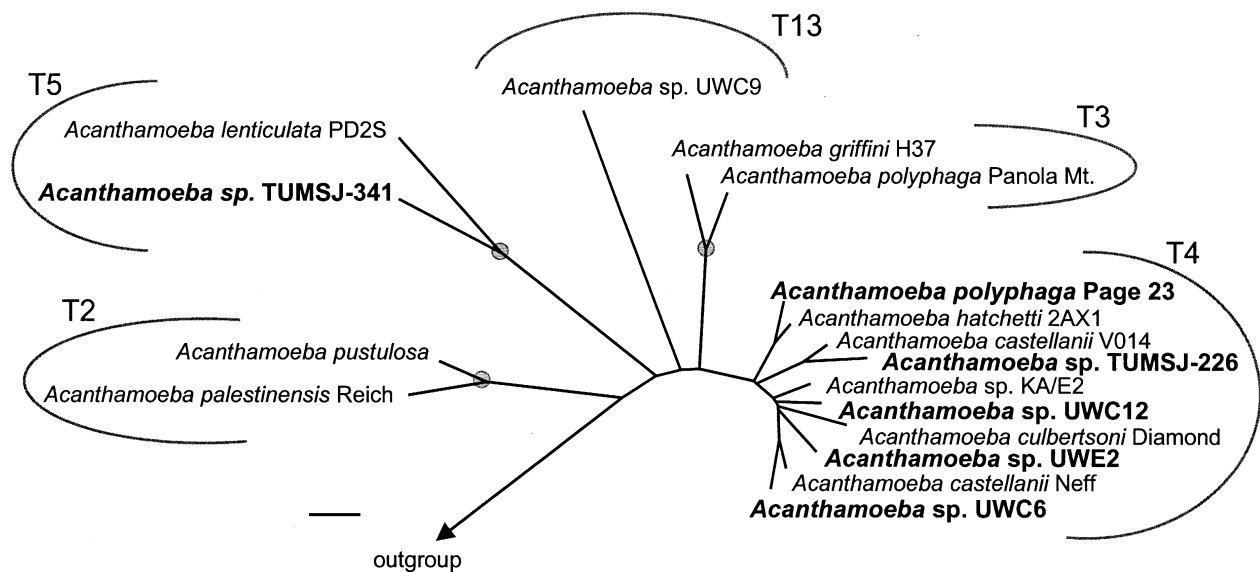 T13
T5
Acanthamoeba sp. UWC9
Acanthamoeba lenticulata PD2S
T3
Acanthamoeba griffini H37
Acanthamoeba polyphaga Panola Mt.
Acanthamoeba sp. TUMSJ-341
T4
T2
Acanthamoeba polyphaga Page 23
Acanthamoeba hatchetti 2AX1
Acanthamoeba castellanii V014
Acanthamoeba pustulosa
Acanthamoeba sp. TUMSJ-226
Acanthamoeba palestinensis Reich
Acanthamoeba sp. KA/E2
Acanthamoeba sp. UWC12
Acanthamoeba culbertsoni Diamond
Acanthamoeba sp. UWE2
Acanthamoeba castellanii Neff
Acanthamoeba sp. UWC6
outgroup